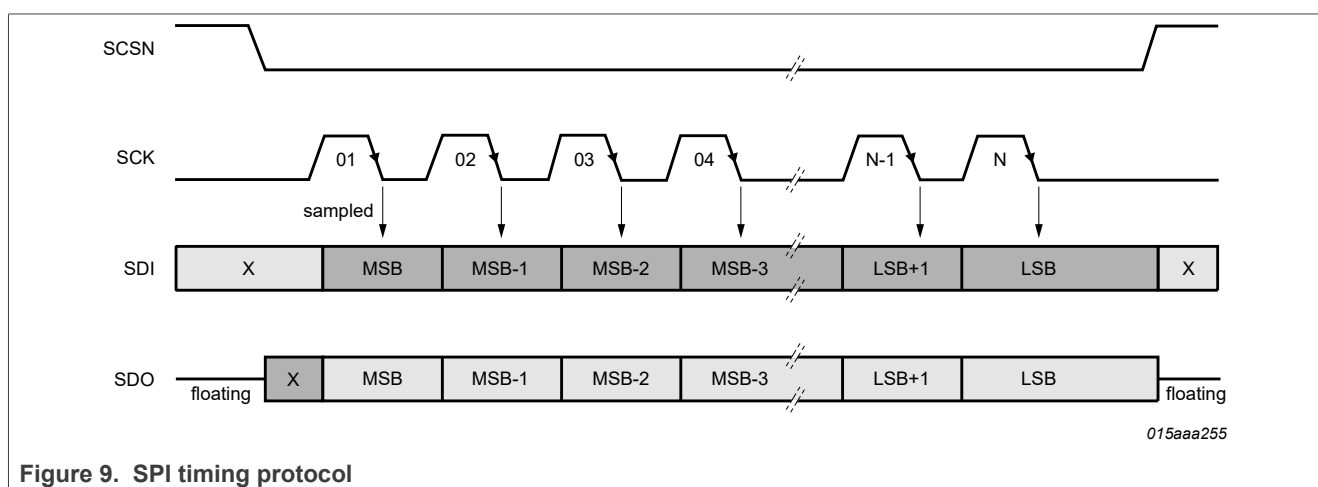 SCSN
SCK 01 02 03 04 N-1 N
sampled
SDI X MSB MSB-1 MSB-2 MSB-3 LSB+1 LSB X
SDO floating X MSB MSB-1 MSB-2 MSB-3 LSB+1 LSB floating
015aaa255
Figure 9. SPI timing protocol